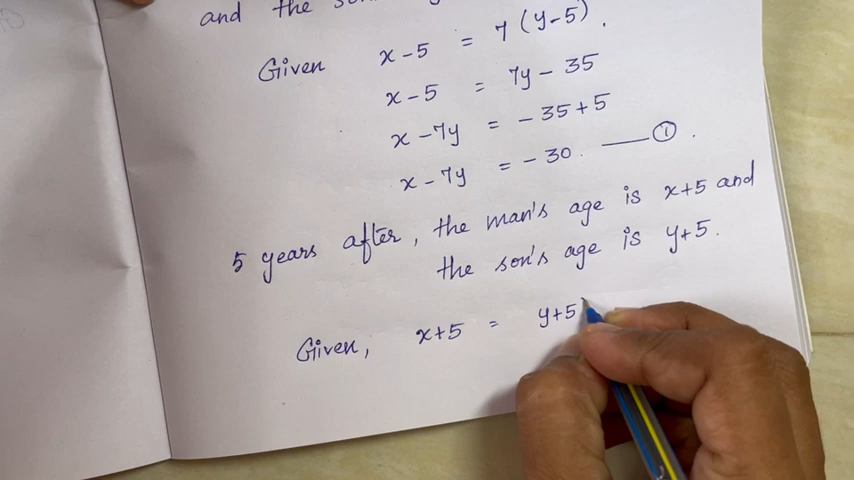 and the
Given x-5 = 7 (y-5).
x-5 = 7y - 35
x-7y = -35+5
x-7y = -30. —— ①.
5 years after, the man's age is x+5 and
the son's age is y+5.
Given, x+5 = y+5